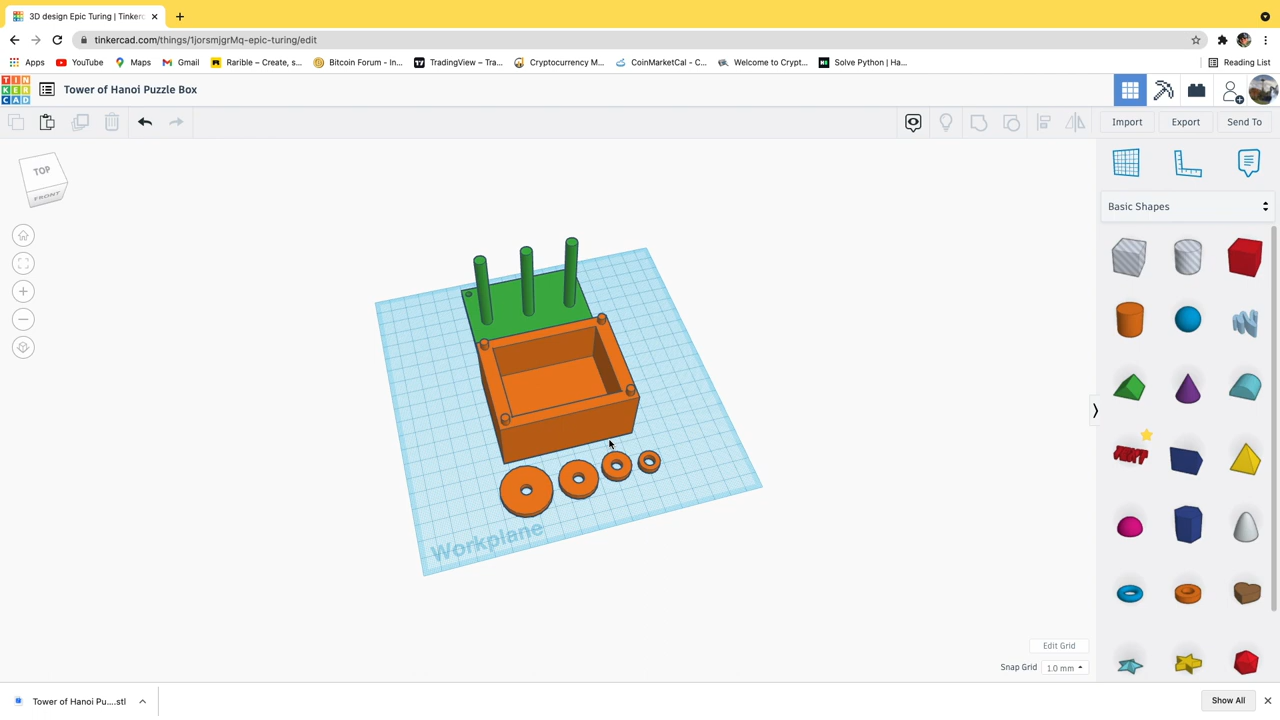 3D design Epic Turing | Tinkerc
tinkercad.com/things/1jorsmjgrMq-epic-turing/edit
Apps YouTube Maps Gmail Rarible – Create, s... Bitcoin Forum - In... TradingView – Tra... Cryptocurrency M... CoinMarketCal - C... Welcome to Crypt... Solve Python | Ha... Reading List
TIN
KER
CAD
Tower of Hanoi Puzzle Box
Import Export Send To
TOP
FRONT
Basic Shapes
Workplane
Edit Grid
Snap Grid 1.0 mm
Tower of Hanoi Pu....stl
Show All